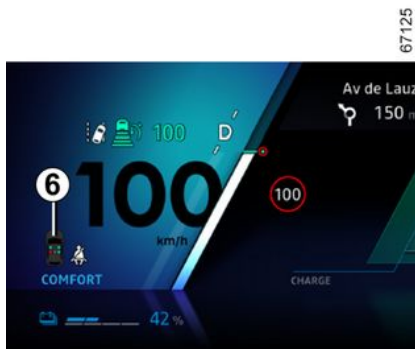 67125
Av de Lauz
150 m
100
D
100
6
km/h
100
COMFORT
CHARGE
42 %